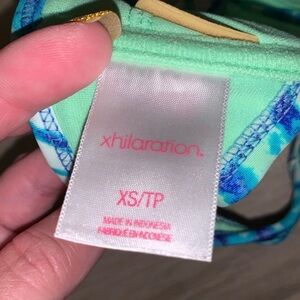 xhilaration.
XS/TP
MADE IN INDONESIA
FABRIQUÉ EN INDONÉSIE